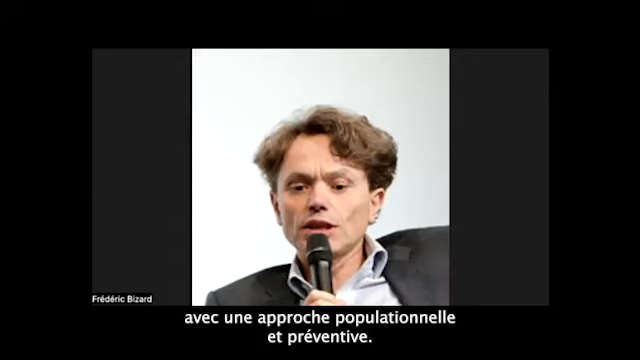 Frédéric Bizard
avec une approche populationnelle
et préventive.